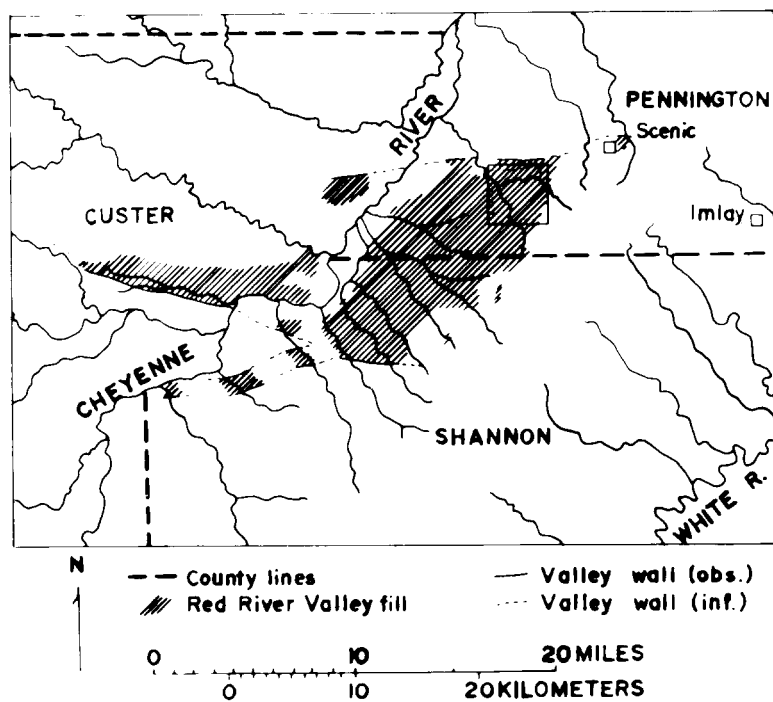 PENNINGTON
Scenic
RIVER
CUSTER
Imlay
CHEYENNE
SHANNON
WHITE R.
N
County lines
Valley wall (obs.)
Red River Valley fill
Valley wall (inf.)
0 10 20 MILES
0 10 20 KILOMETERS